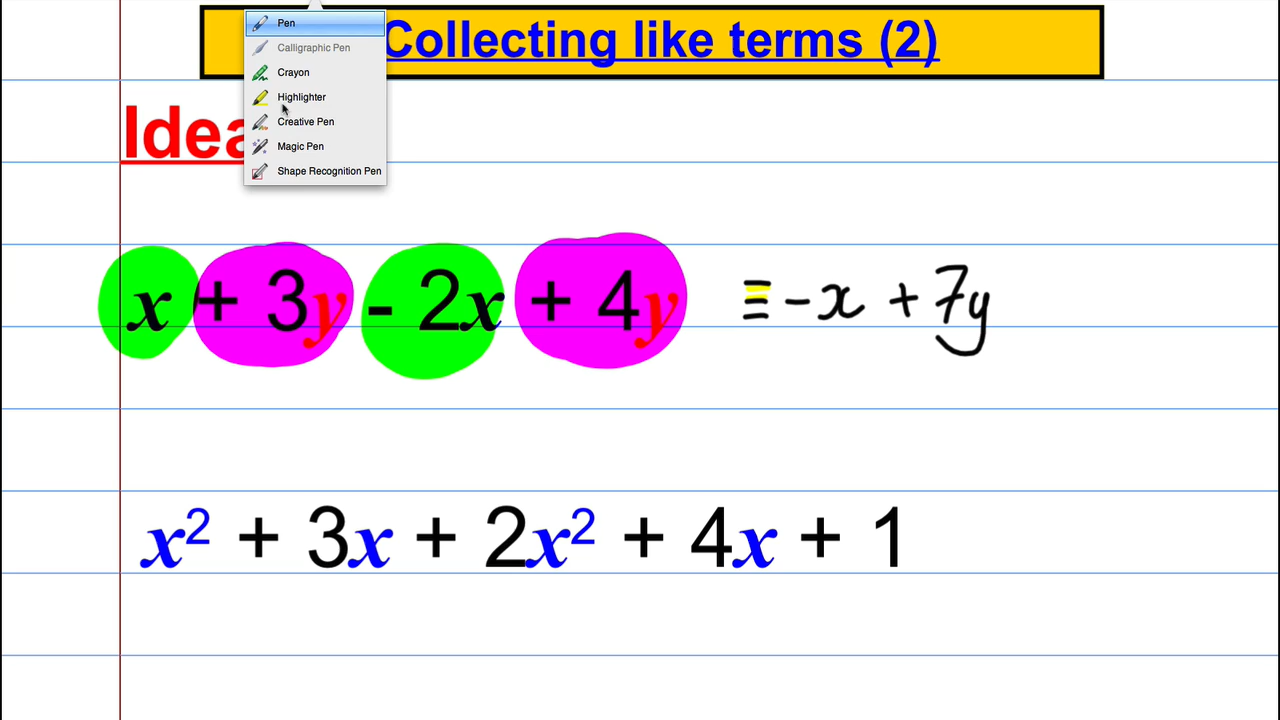 Pen
Collecting like terms (2)
Calligraphic Pen
Crayon
Highlighter
Creative Pen
Idea
Magic Pen
Shape Recognition Pen
x + 3y - 2x + 4y ≡ -x + 7y
x² + 3x + 2x² + 4x + 1